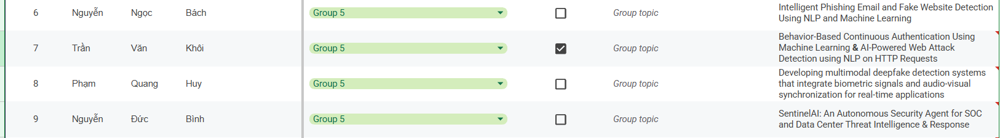 6 Nguyễn Ngọc Bách Group 5 Group topic Intelligent Phishing Email and Fake Website Detection
Using NLP and Machine Learning
7 Trần Văn Khôi Group 5 Group topic Behavior-Based Continuous Authentication Using
Machine Learning & AI-Powered Web Attack
Detection using NLP on HTTP Requests
8 Phạm Quang Huy Group 5 Group topic Developing multimodal deepfake detection systems
that integrate biometric signals and audio-visual
synchronization for real-time applications
9 Nguyễn Đức Bình Group 5 Group topic SentinelAI: An Autonomous Security Agent for SOC
and Data Center Threat Intelligence & Response